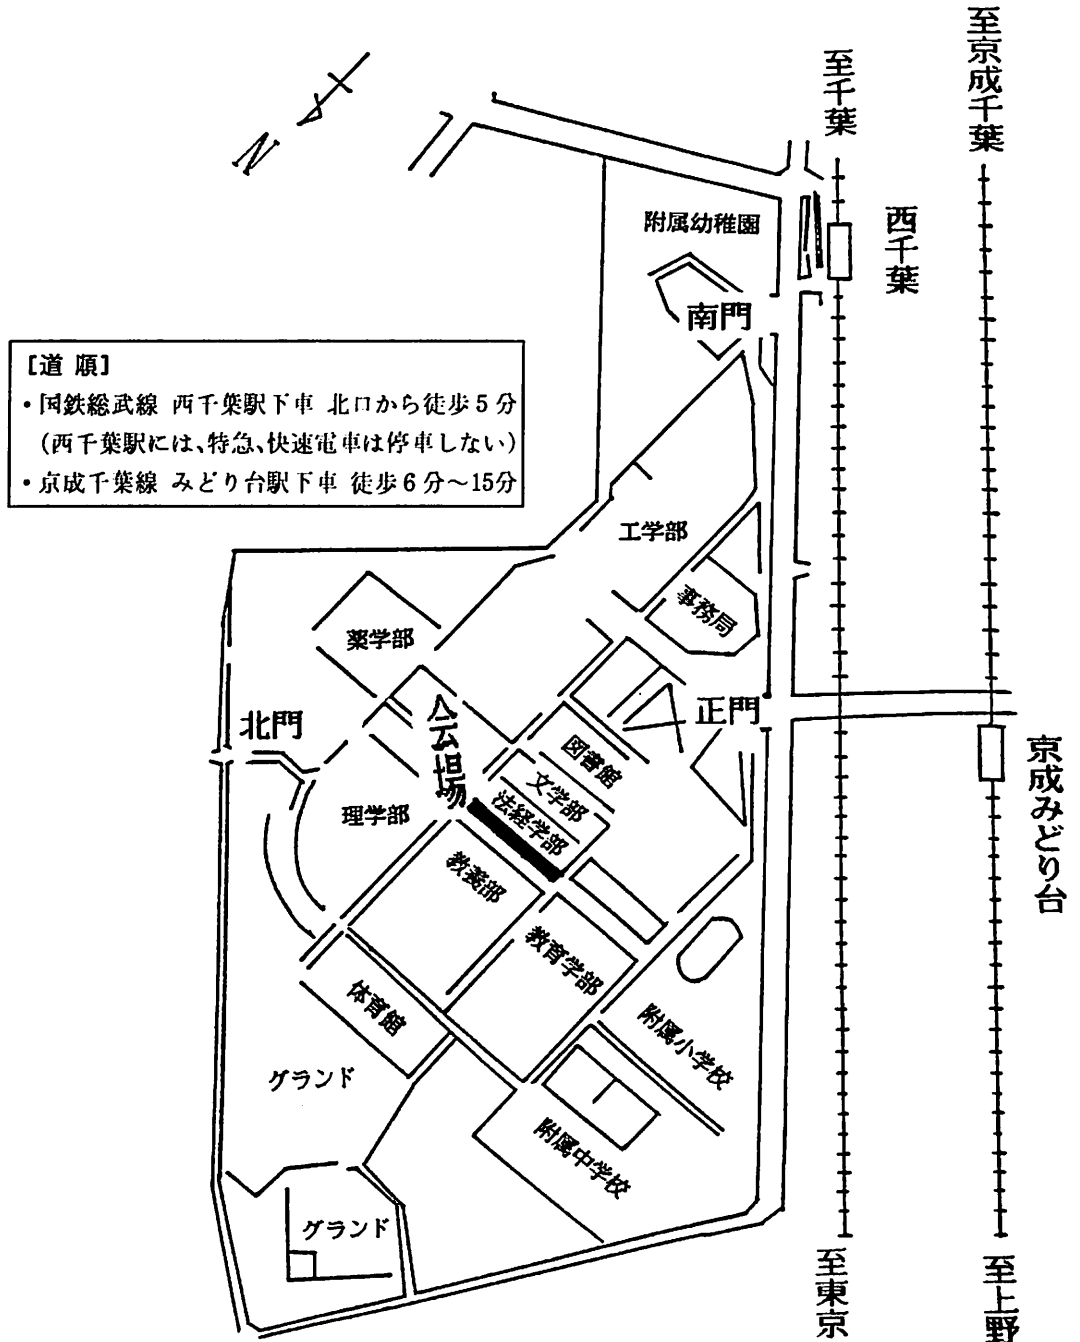 至京成千葉
至千葉
N
西千葉
附属幼稚園
南門
[道 順]
・国鉄総武線 西千葉駅下車 北口から徒歩5分
(西千葉駅には、特急、快速電車は停車しない)
・京成千葉線 みどり台駅下車 徒歩6分～15分
工学部
事務局
薬学部
北門
会場
正門
図書館
文学部
法経学部
京成みどり台
理学部
教養部
教育学部
体育館
附属小学校
グランド
附属中学校
グランド
至東京
至上野